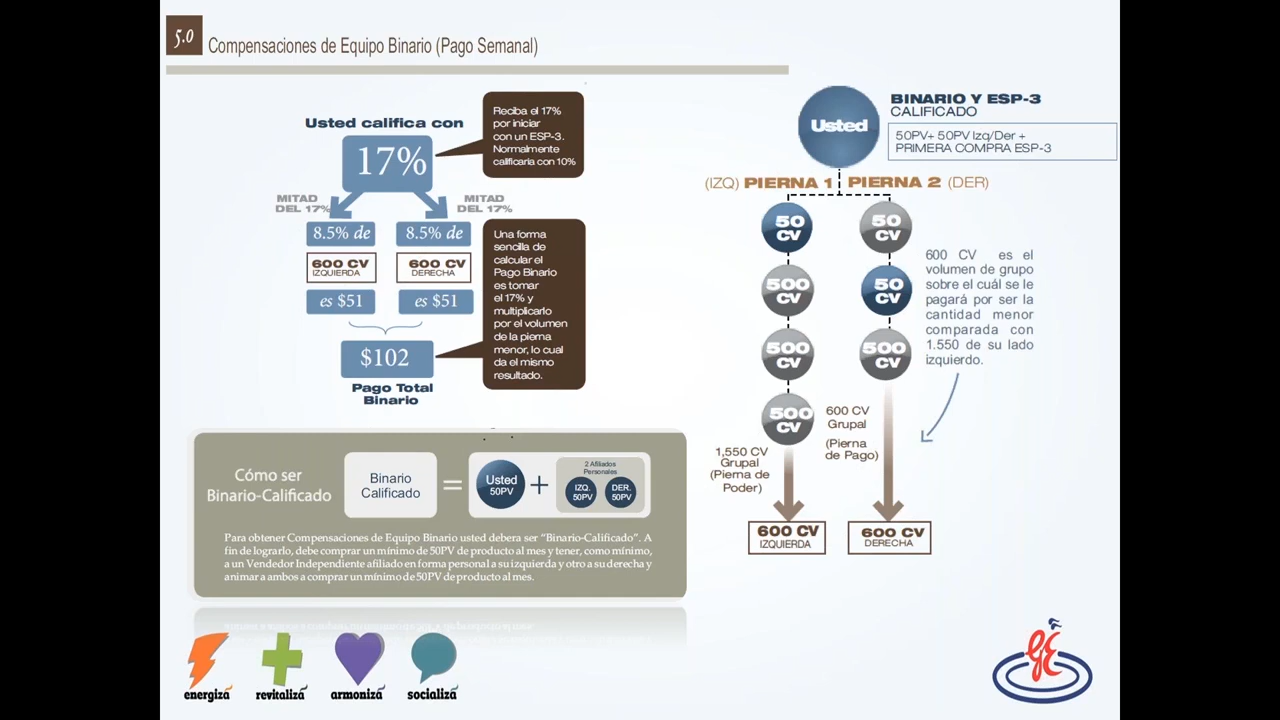 5.0
Compensaciones de Equipo Binario (Pago Semanal)
Usted califica con
17%
Reciba el 17%
por iniciar
con un ESP-3.
Normalmente
calificaría con 10%
MITAD
DEL 17%
MITAD
DEL 17%
8.5% de
8.5% de
600 CV
IZQUIERDA
600 CV
DERECHA
es $51
es $51
$102
Pago Total
Binario
Una forma
sencilla de
calcular el
Pago Binario
es tomar
el 17% y
multiplicarlo
por el volumen
de la pierna
menor, lo cual
da el mismo
resultado.
Usted
BINARIO Y ESP-3
CALIFICADO
50PV+ 50PV Izq/Der +
PRIMERA COMPRA ESP-3
(IZQ) PIERNA 1
PIERNA 2 (DER)
50
CV
50
CV
500
CV
50
CV
500
CV
500
CV
500
CV
600 CV es el
volumen de grupo
sobre el cuál se le
pagará por ser la
cantidad menor
comparada con
1.550 de su lado
izquierdo.
1,550 CV
Grupal
(Pierna de
Poder)
600 CV
Grupal
(Pierna
de Pago)
600 CV
IZQUIERDA
600 CV
DERECHA
Cómo ser
Binario-Calificado
Binario
Calificado
=
Usted
50PV
+
2 Afiliados
Personales
IZQ.
50PV
DER.
50PV
Para obtener Compensaciones de Equipo Binario usted debera ser “Binario-Calificado”. A
fin de lograrlo, debe comprar un mínimo de 50PV de producto al mes y tener, como mínimo,
a un Vendedor Independiente afiliado en forma personal a su izquierda y otro a su derecha y
animar a ambos a comprar un mínimo de 50PV de producto al mes.
energizá
revitalizá
armonizá
socializá